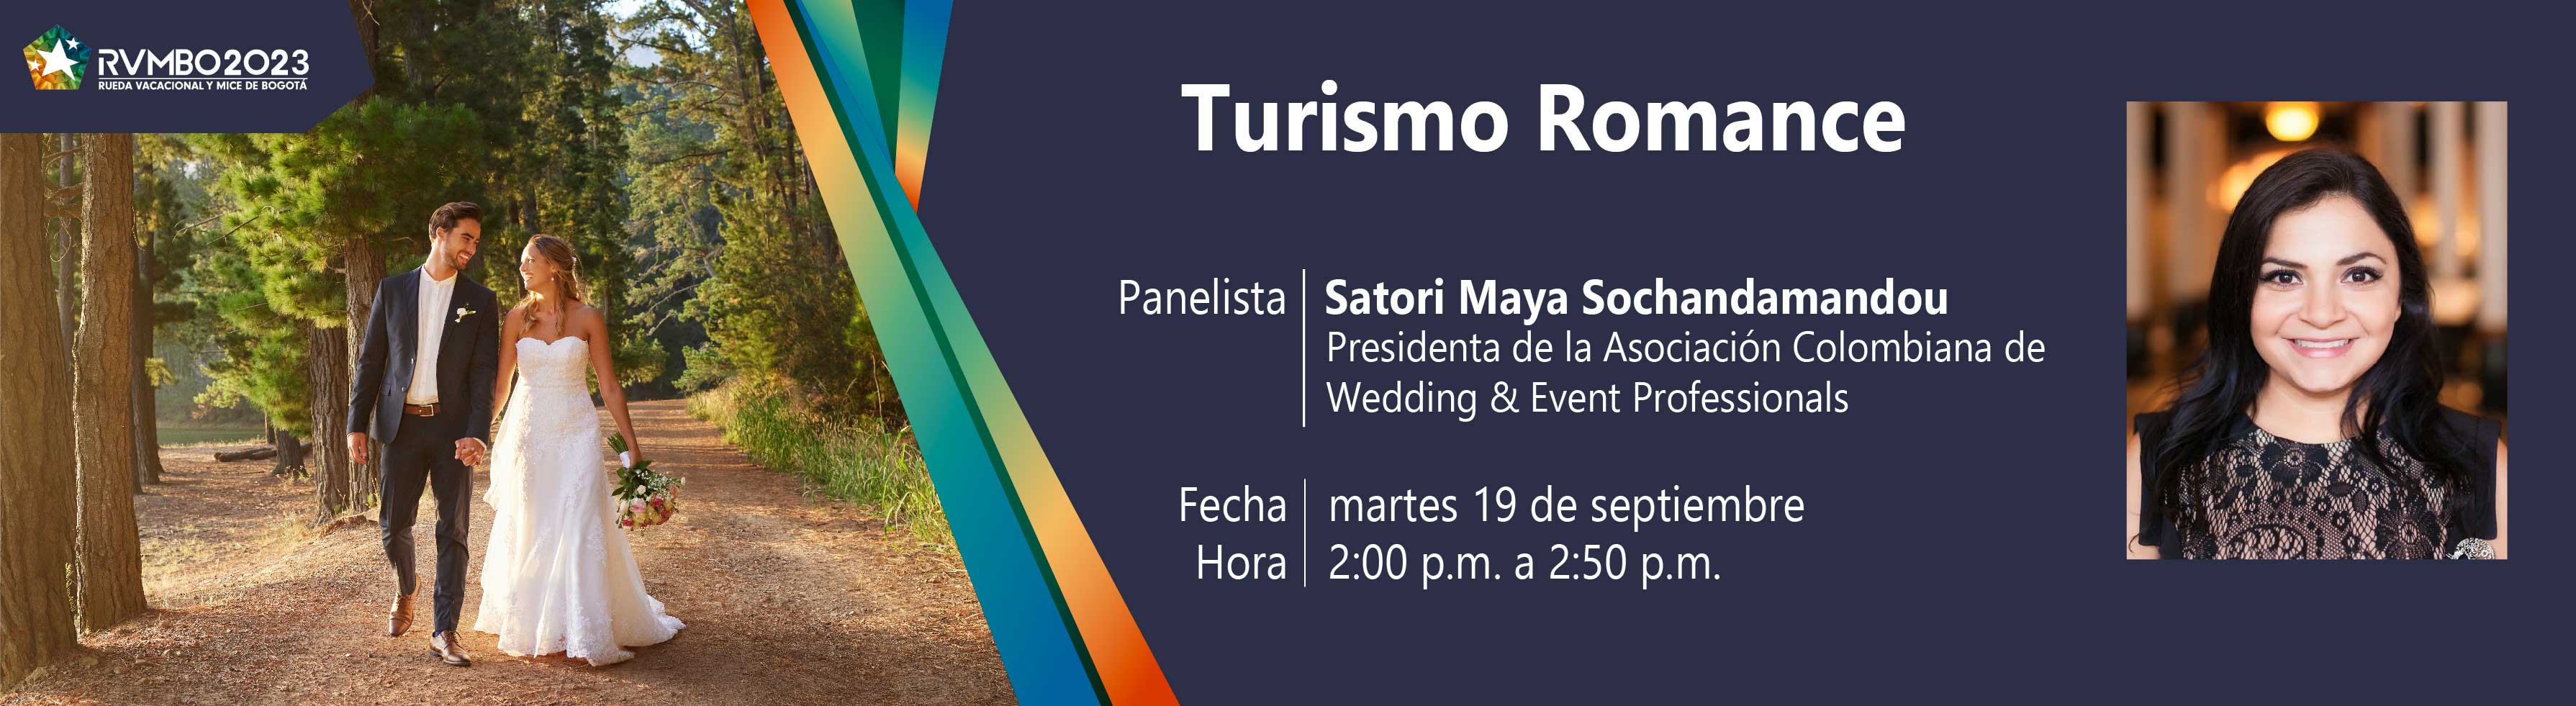 RVMBO2023
RUEDA VACACIONAL Y MICE DE BOGOTÁ
Turismo Romance
Panelista
Satori Maya Sochandamandou
Presidenta de la Asociación Colombiana de
Wedding & Event Professionals
Fecha martes 19 de septiembre
Hora 2:00 p.m. a 2:50 p.m.